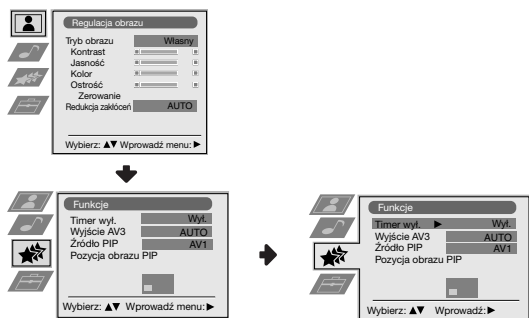 Regulacja obrazu
Tryb obrazu Własny
Kontrast
Jasność
Kolor
Ostrość
Zerowanie
Redukcja zakłóceń AUTO
Wybierz: ▲▼ Wprowadź menu: ▶
Funkcje
Timer wył. Wył.
Wyjście AV3 AUTO
Źródło PIP AV1
Pozycja obrazu PIP
Wybierz: ▲▼ Wprowadź menu: ▶
Funkcje
Timer wył. ▶ Wył.
Wyjście AV3 AUTO
Źródło PIP AV1
Pozycja obrazu PIP
Wybierz: ▲▼ Wprowadź: ▶